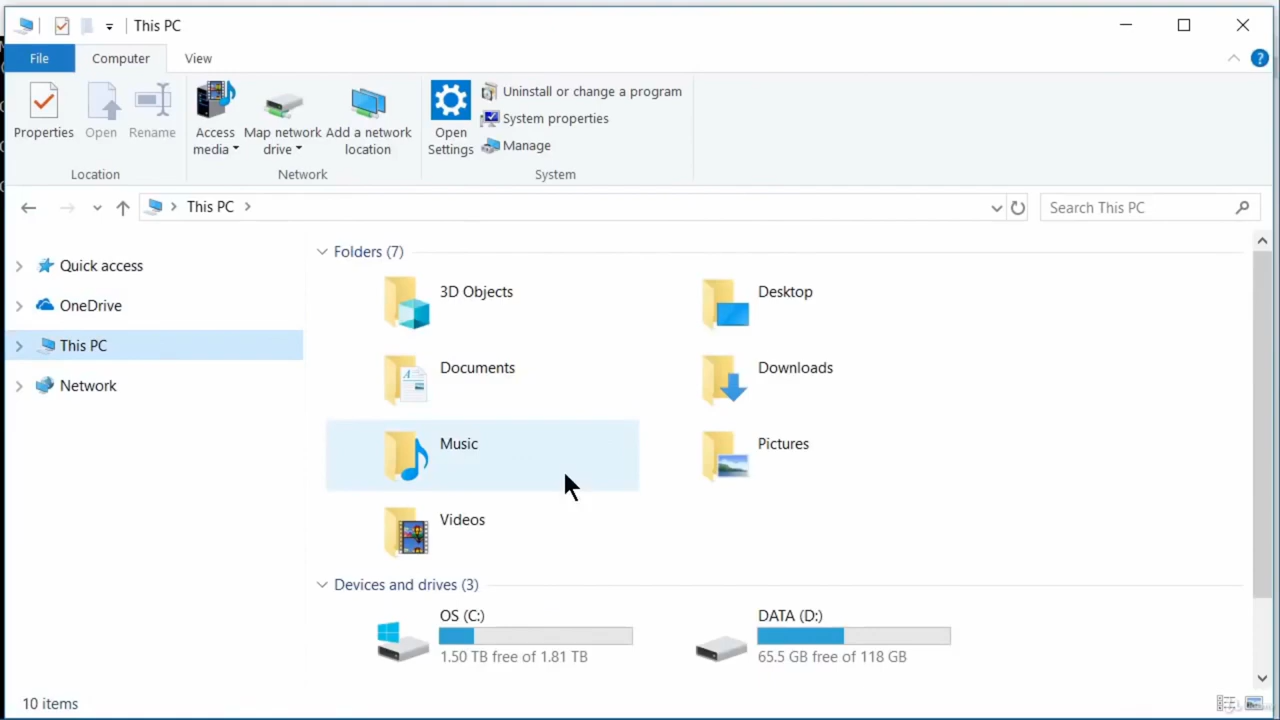 This PC
File Computer View
Properties Open Rename Access media Map network drive Add a network location Open Settings Uninstall or change a program
System properties
Manage
Location Network System
This PC Search This PC
Quick access
OneDrive
This PC
Network
Folders (7)
3D Objects Desktop
Documents Downloads
Music Pictures
Videos
Devices and drives (3)
OS (C:) DATA (D:)
1.50 TB free of 1.81 TB 65.5 GB free of 118 GB
10 items